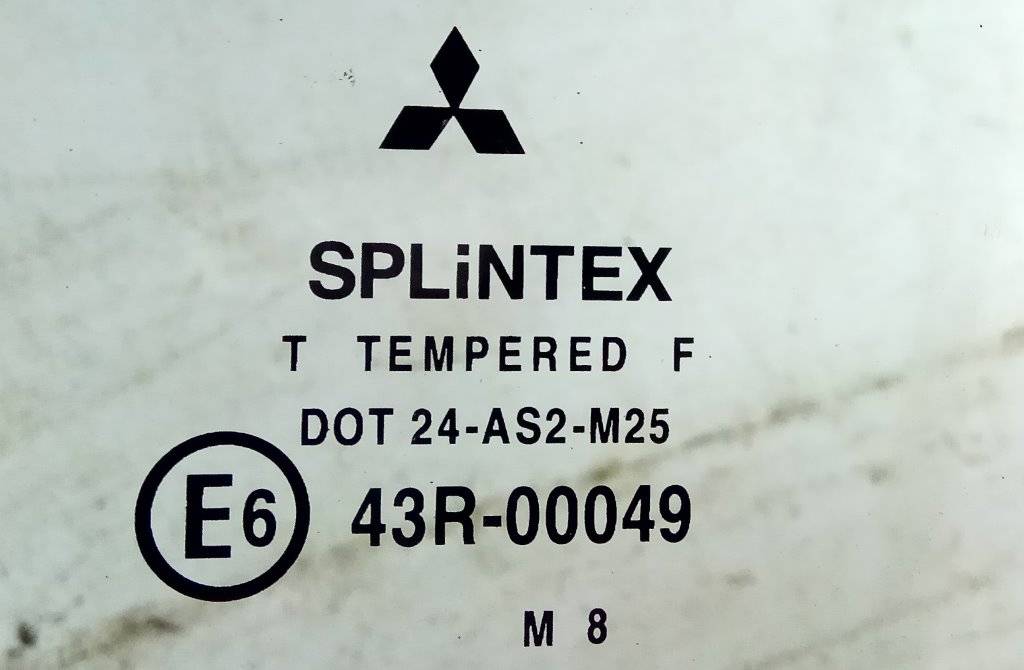 SPLiNTEX
T TEMPERED F
DOT 24-AS2-M25
E6 43R-00049
M 8